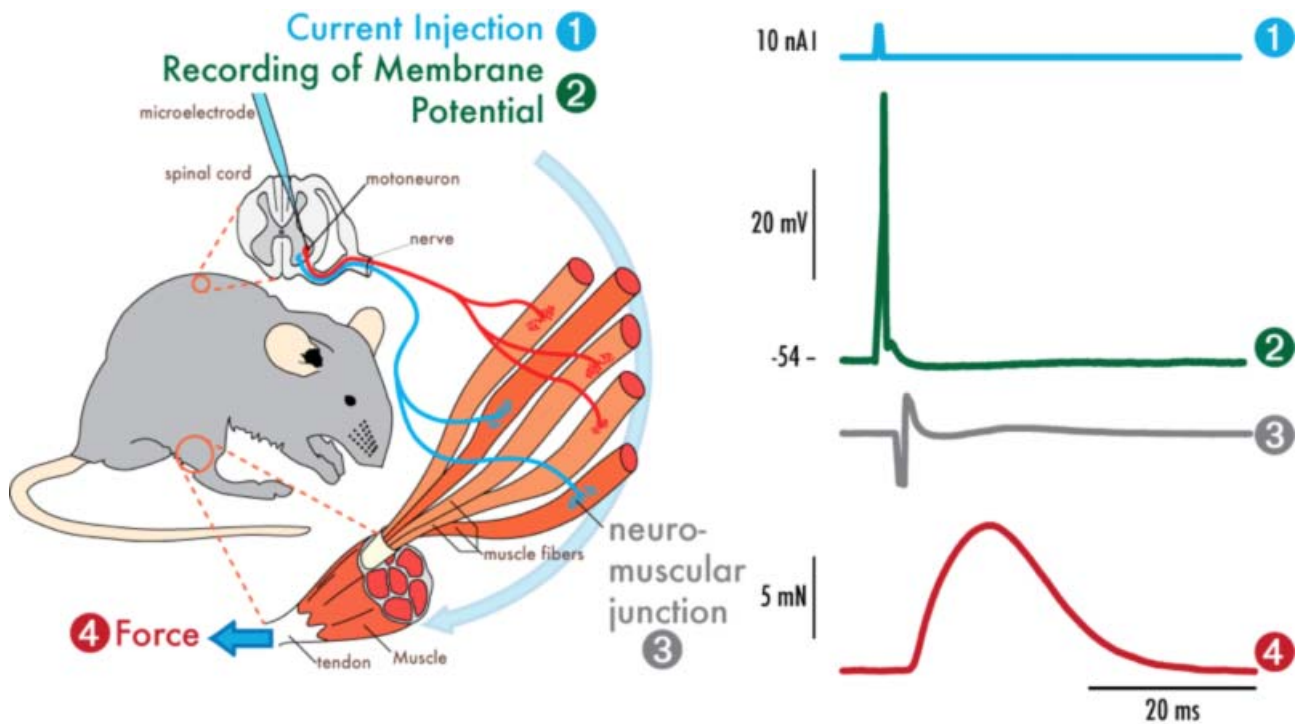 Current Injection 1
Recording of Membrane
Potential 2
microelectrode
spinal cord
motoneuron
nerve
muscle fibers
neuro-
muscular
junction
3
4 Force
tendon
Muscle
10 nA
1
20 mV
-54 –
2
3
5 mN
4
20 ms